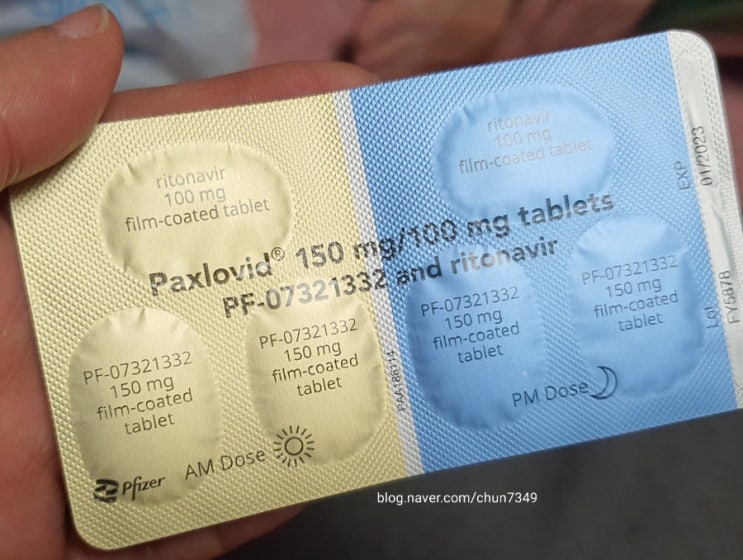 ritonavir
100 mg
film-coated tablet
ritonavir
100 mg
film-coated tablet
Paxlovid® 150 mg/100 mg tablets
PF-07321332 and ritonavir
PF-07321332
150 mg
film-coated
tablet
PF-07321332
150 mg
film-coated
tablet
PF-07321332
150 mg
film-coated
tablet
PF-07321332
150 mg
film-coated
tablet
Pfizer
AM Dose
PM Dose
EXP
01/2023
Lot
blog.naver.com/chun7349